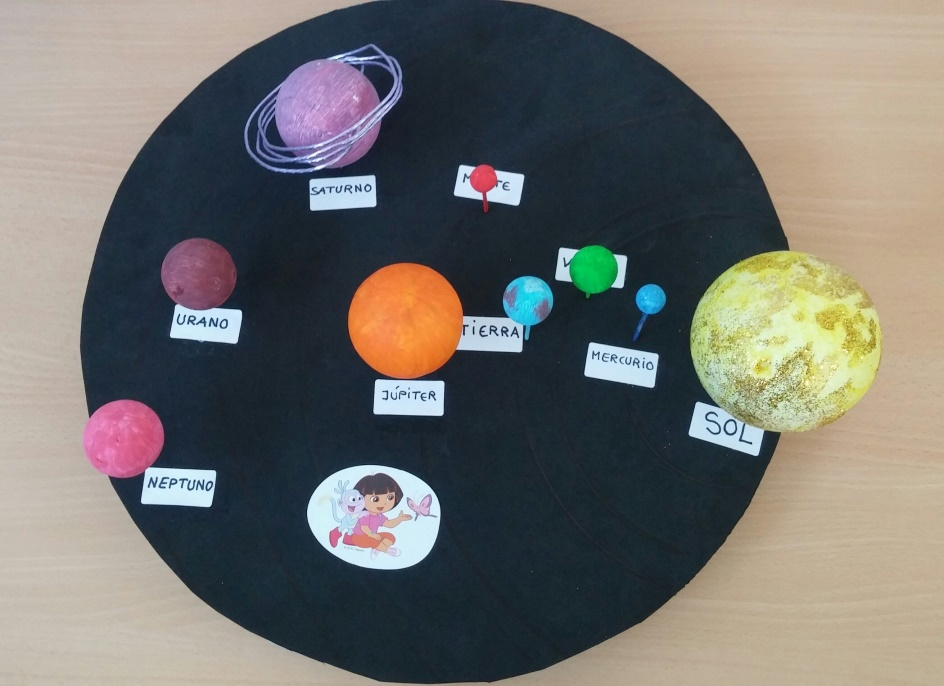 SATURNO
URANO
TIERRA
MERCURIO
JÚPITER
SOL
NEPTUNO